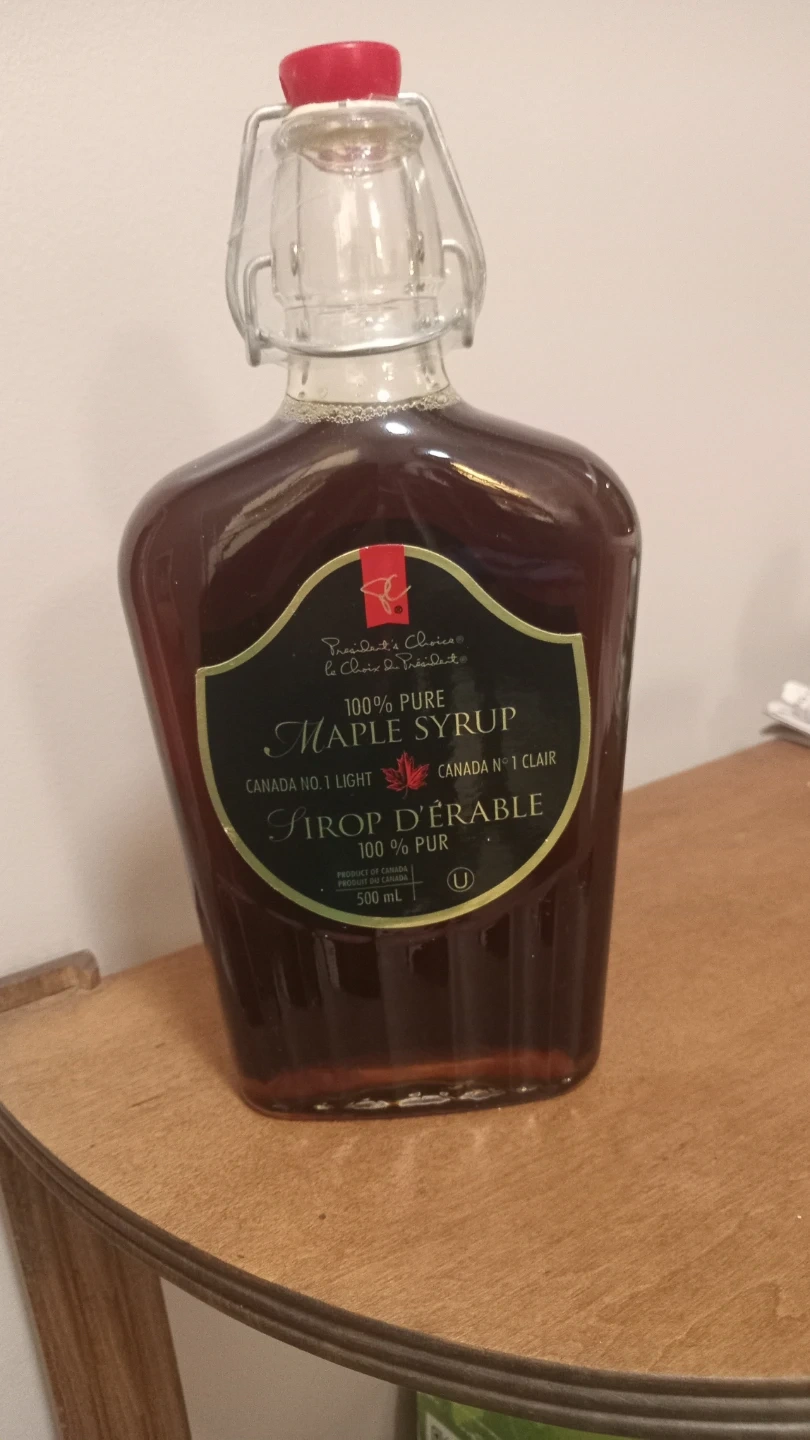 PC®
President's Choice®
le Choix du Président®
100% PURE
MAPLE SYRUP
CANADA NO. 1 LIGHT CANADA N° 1 CLAIR
SIROP D'ÉRABLE
100 % PUR
PRODUCT OF CANADA
PRODUIT DU CANADA
500 mL
U